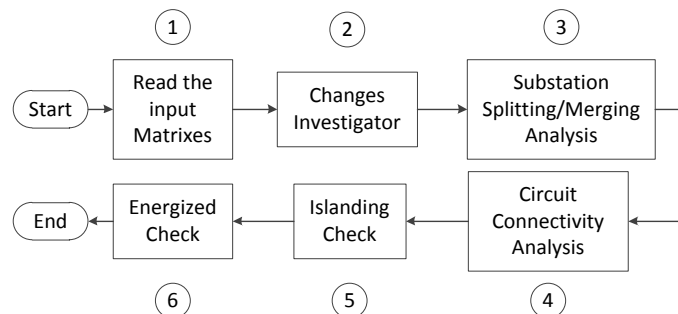 1
2
3
Start
Read the
input
Matrixes
Changes
Investigator
Substation
Splitting/Merging
Analysis
End
Energized
Check
Islanding
Check
Circuit
Connectivity
Analysis
6
5
4